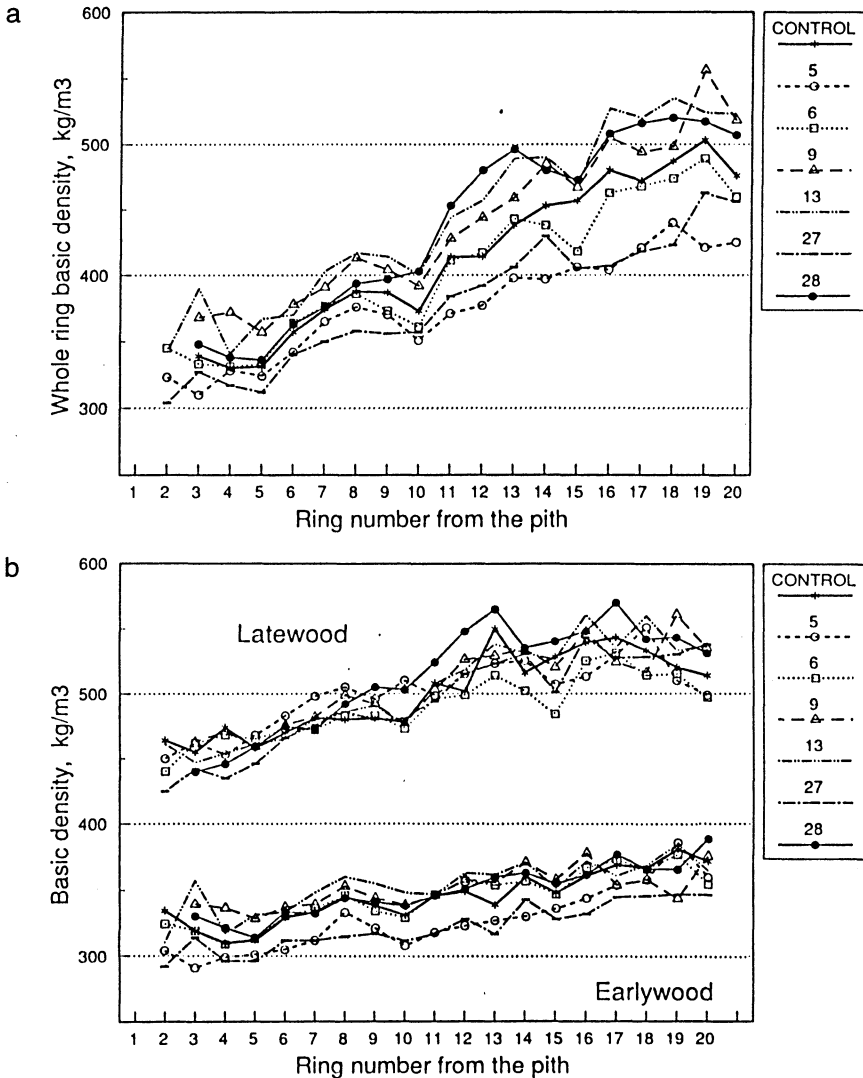 a
600
500
400
300
Whole ring basic density, kg/m3
1 2 3 4 5 6 7 8 9 10 11 12 13 14 15 16 17 18 19 20
Ring number from the pith
CONTROL
5
6
9
13
27
28
b
600
500
400
300
Basic density, kg/m3
Latewood
Earlywood
1 2 3 4 5 6 7 8 9 10 11 12 13 14 15 16 17 18 19 20
Ring number from the pith
CONTROL
5
6
9
13
27
28